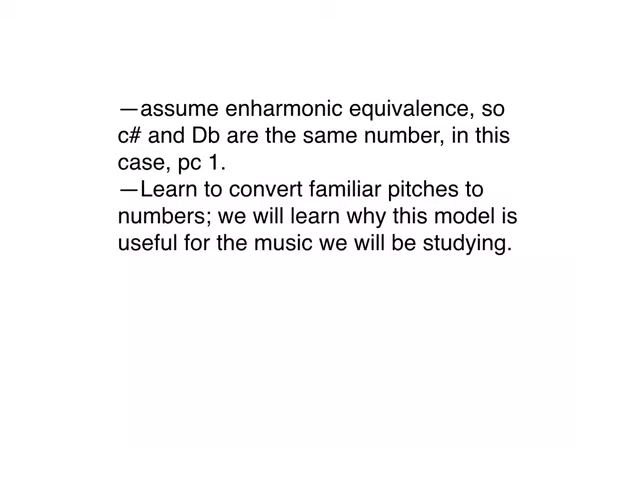 —assume enharmonic equivalence, so
c# and Db are the same number, in this
case, pc 1.
—Learn to convert familiar pitches to
numbers; we will learn why this model is
useful for the music we will be studying.